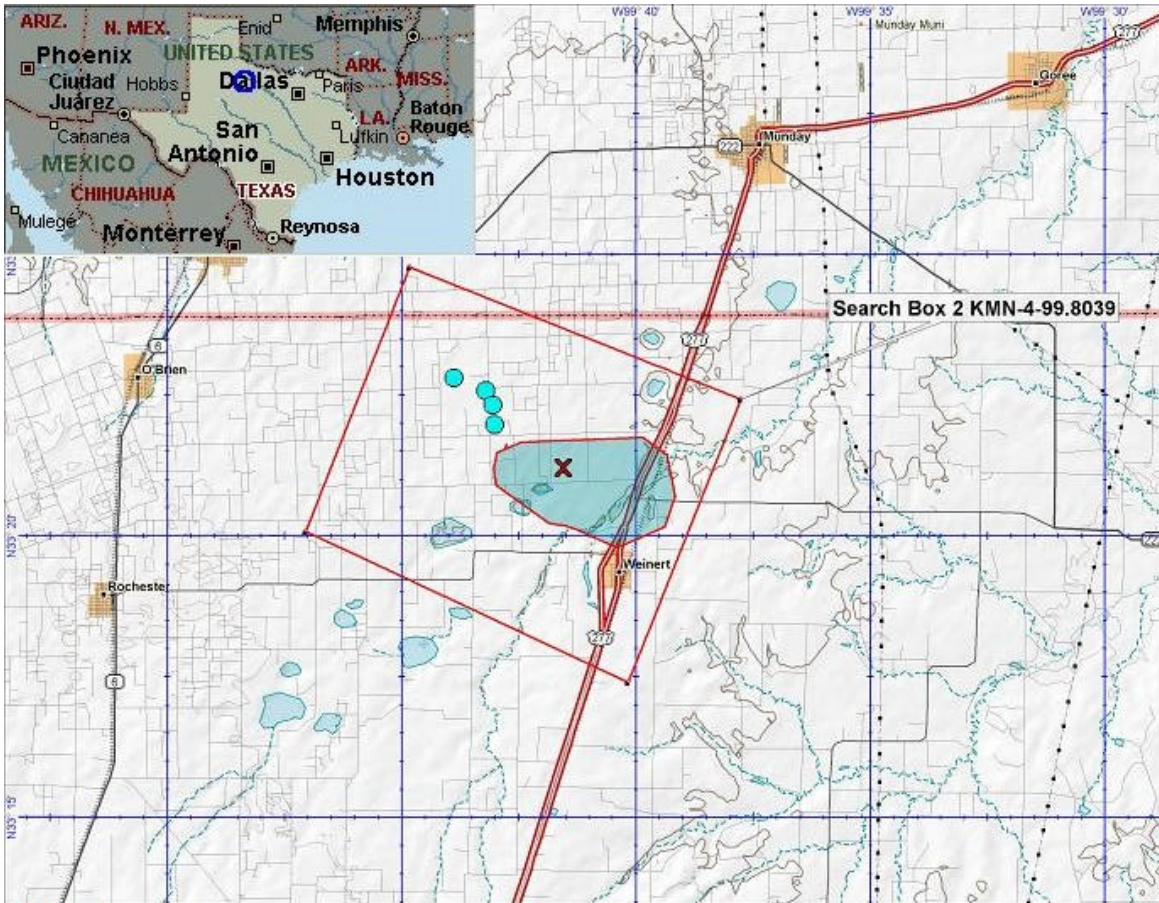 ARIZ.
N. MEX.
Enid
Memphis
UNITED STATES
Phoenix
ARK.
MISS.
Ciudad
Juárez
Hobbs
Dallas
Paris
Cananea
San
Antonio
LA.
Lufkin
Baton
Rouge
MEXICO
CHIHUAHUA
TEXAS
Houston
Mulege
Monterrey
Reynosa
W99 40
W99 35
W99 30
Munday Muni
277
Goree
222
Munday
N33
Search Box 2 KMN-4-99.8039
6
277
O'Brien
N33 20
222
Weinert
Rochester
277
6
N33 15